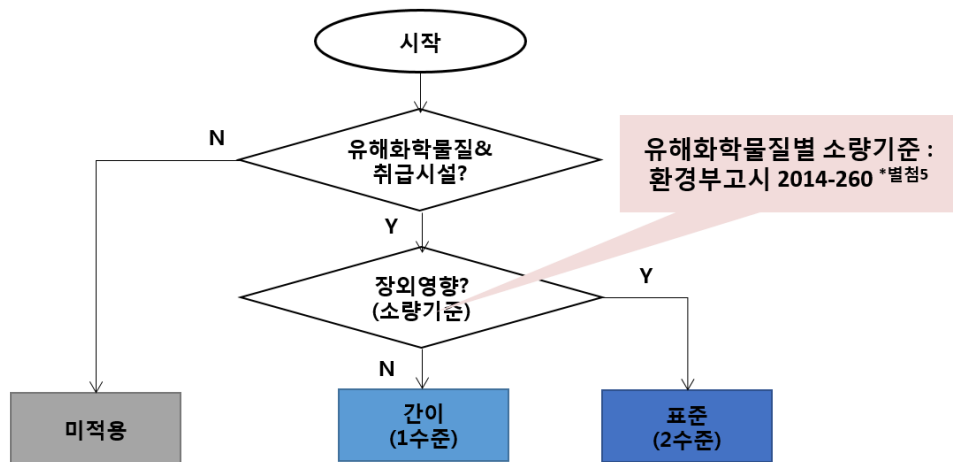 시작
N
유해화학물질&
취급시설?
유해화학물질별 소량기준 :
환경부고시 2014-260 *별첨5
Y
장외영향?
(소량기준)
Y
N
미적용
간이
(1수준)
표준
(2수준)